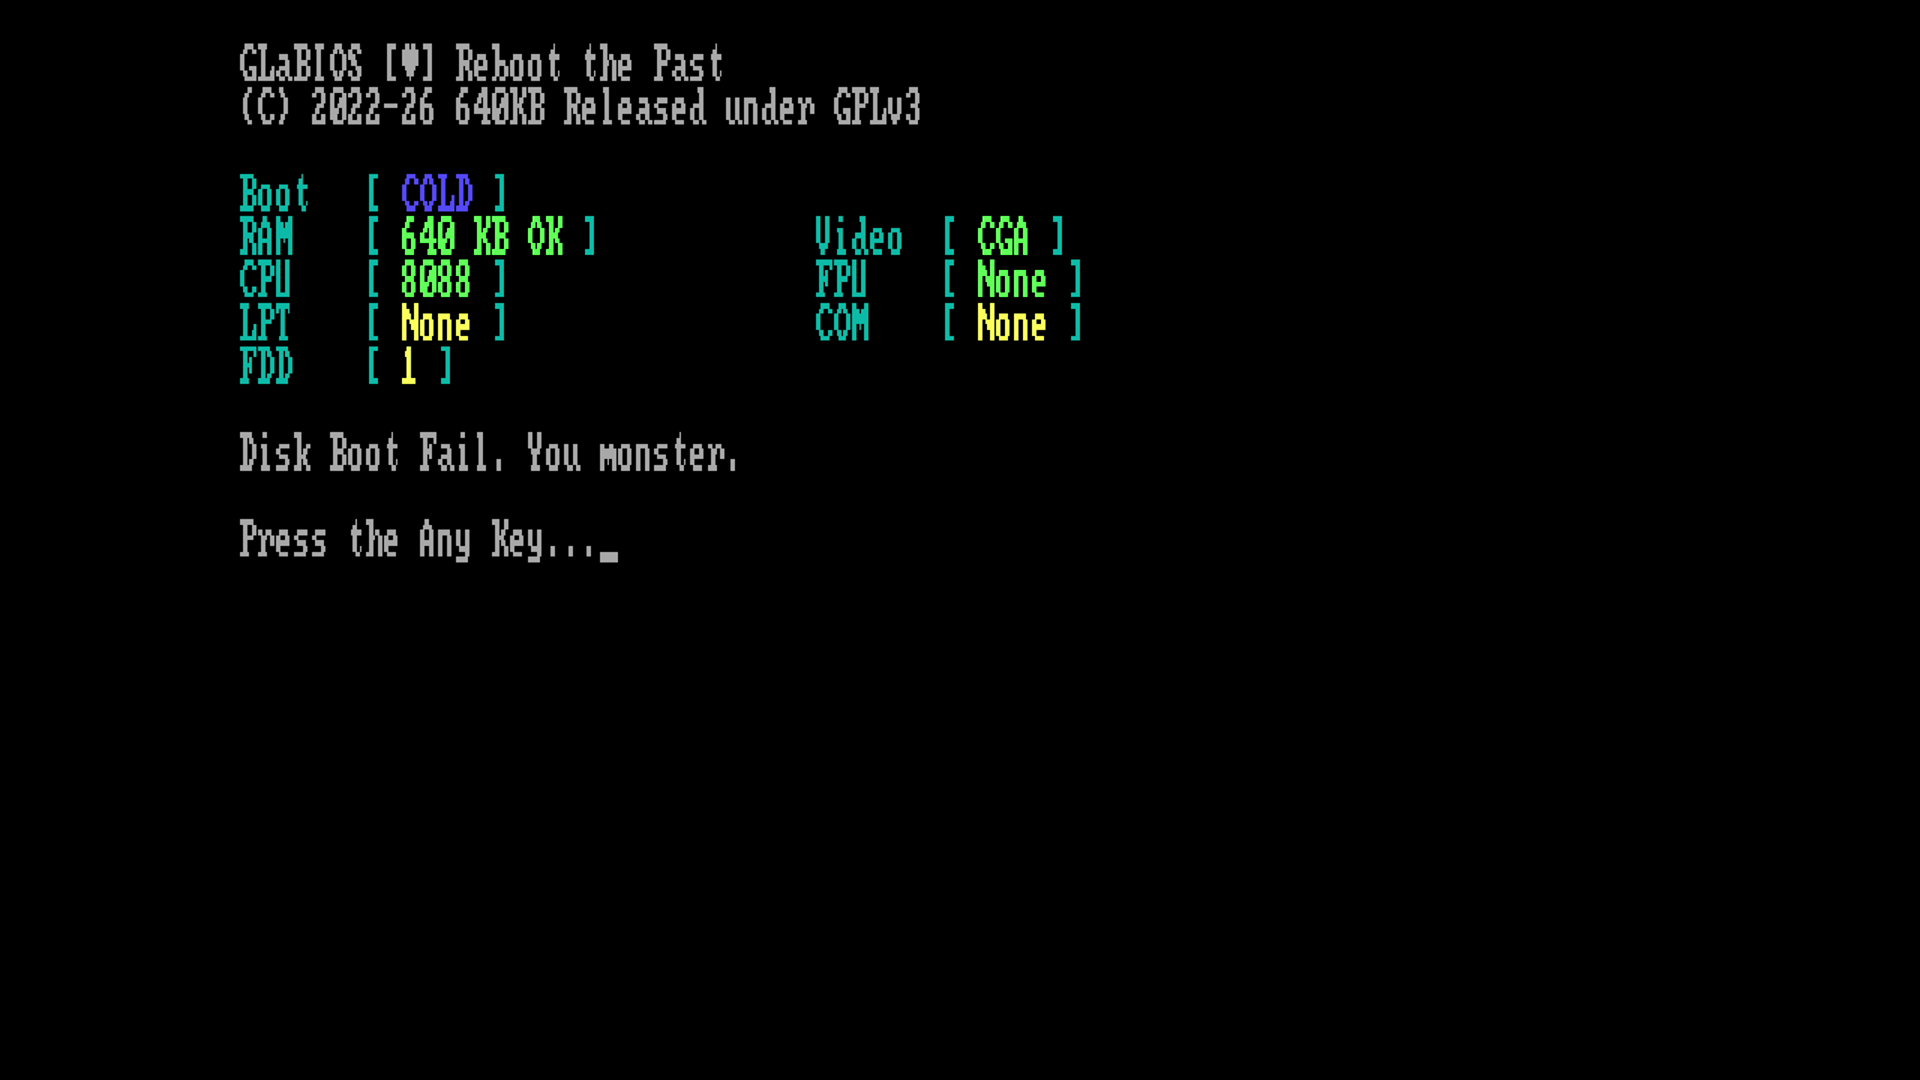 GLaBIOS [♥] Reboot the Past
(C) 2022-26 640KB Released under GPLv3
Boot [ COLD ]
RAM [ 640 KB OK ] Video [ CGA ]
CPU [ 8088 ] FPU [ None ]
LPT [ None ] COM [ None ]
FDD [ 1 ]
Disk Boot Fail. You monster.
Press the Any Key..._